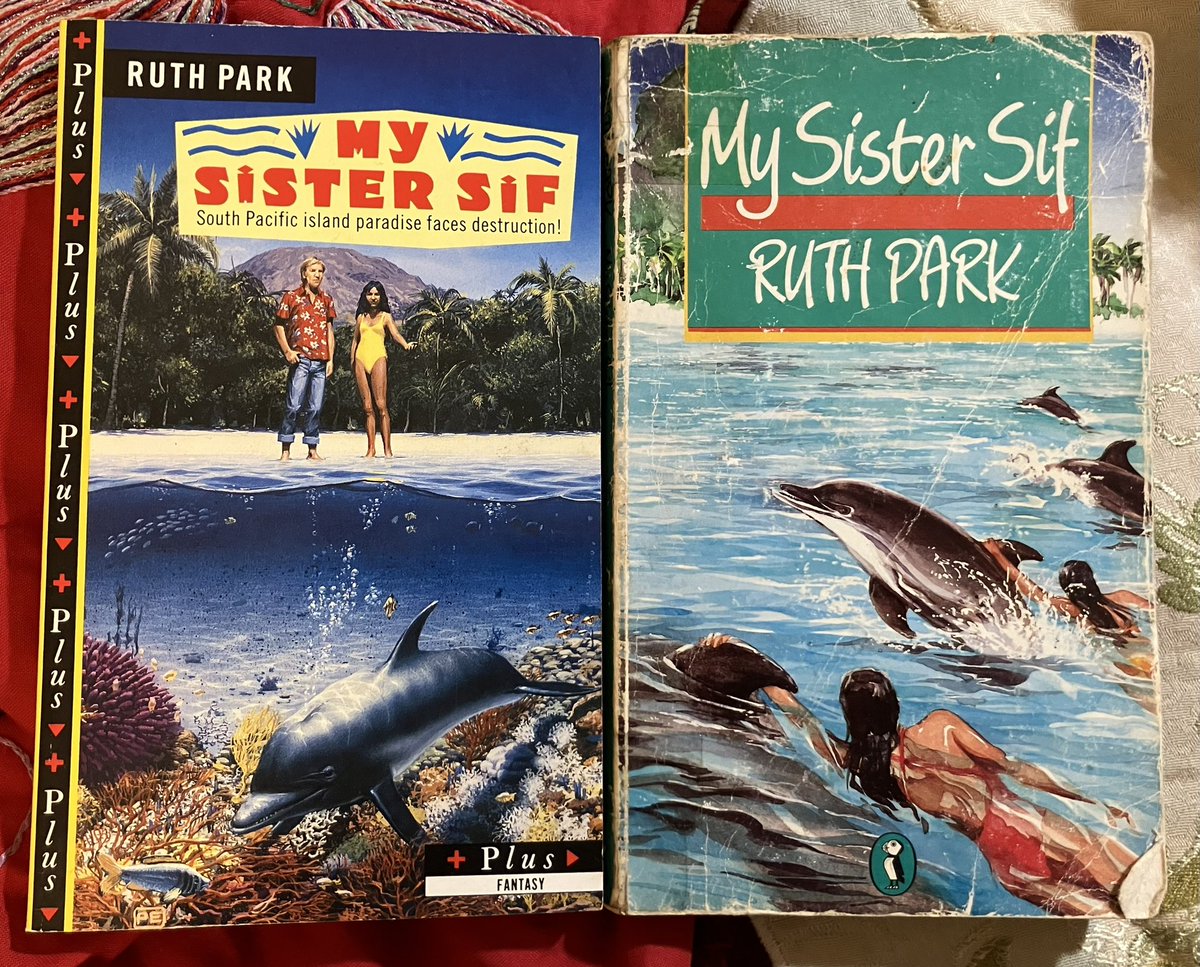 Plus
Plus
Plus
Plus
Plus
RUTH PARK
MY
SISTER SIF
South Pacific island paradise faces destruction!
Plus
FANTASY
PE
My Sister Sif
RUTH PARK